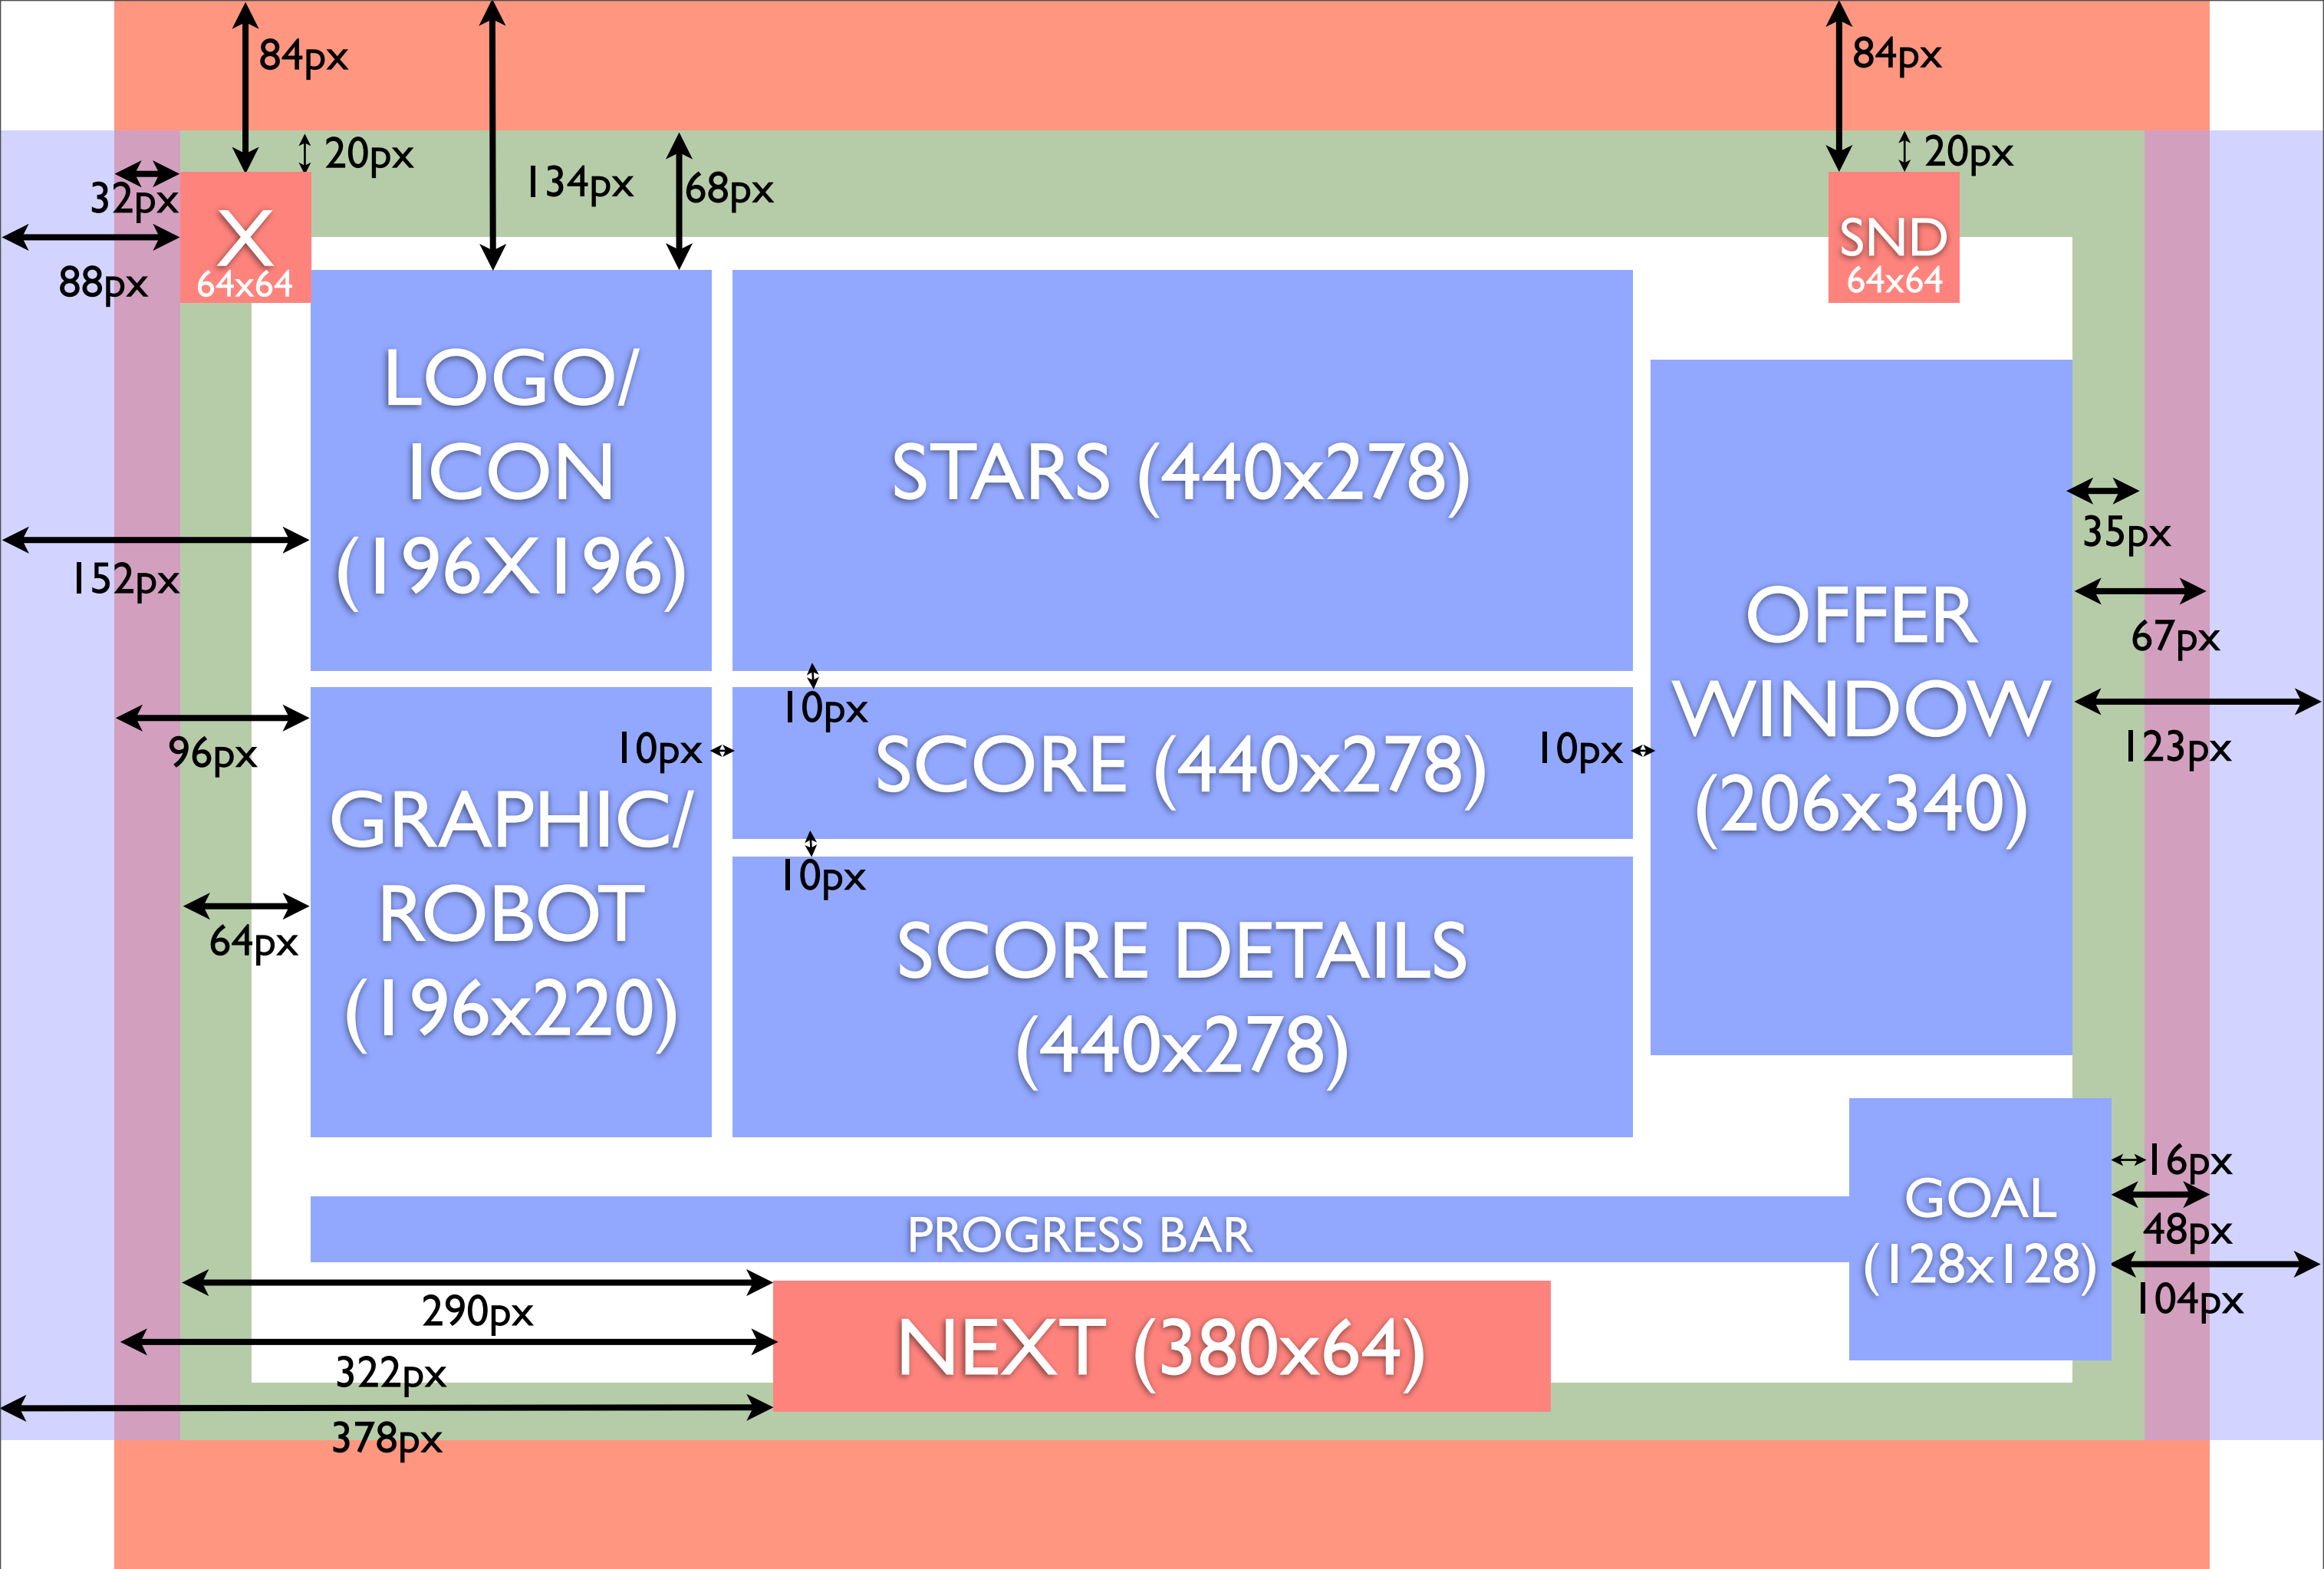 84px
84px
20px
20px
134px
68px
32px
X
64x64
88px
SND
64x64
LOGO/
ICON
(196X196)
STARS (440x278)
35px
152px
OFFER
WINDOW
(206x340)
67px
10px
96px
10px
SCORE (440x278)
10px
123px
GRAPHIC/
ROBOT
(196x220)
10px
64px
SCORE DETAILS
(440x278)
16px
GOAL
(128x128)
48px
PROGRESS BAR
104px
290px
NEXT (380x64)
322px
378px